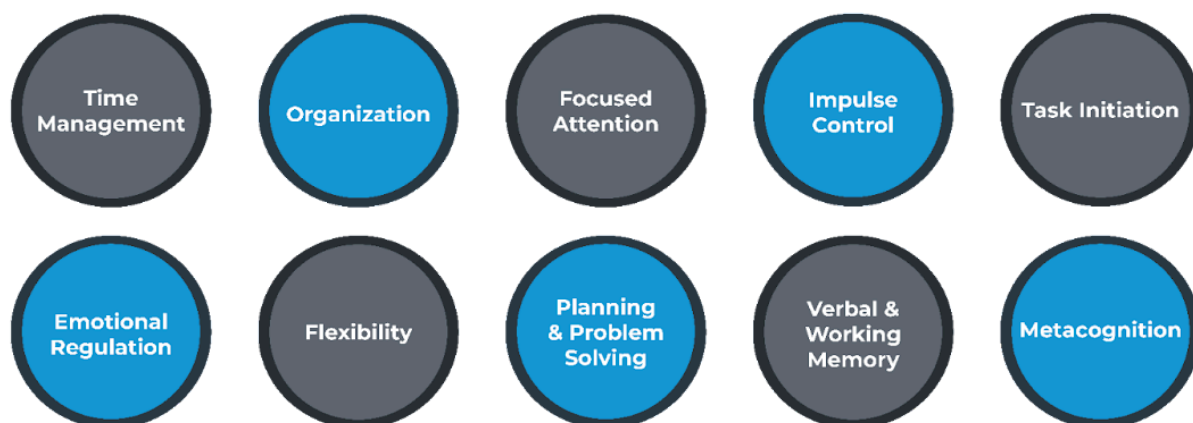 Time
Management
Organization
Focused
Attention
Impulse
Control
Task Initiation
Emotional
Regulation
Flexibility
Planning
& Problem
Solving
Verbal &
Working
Memory
Metacognition